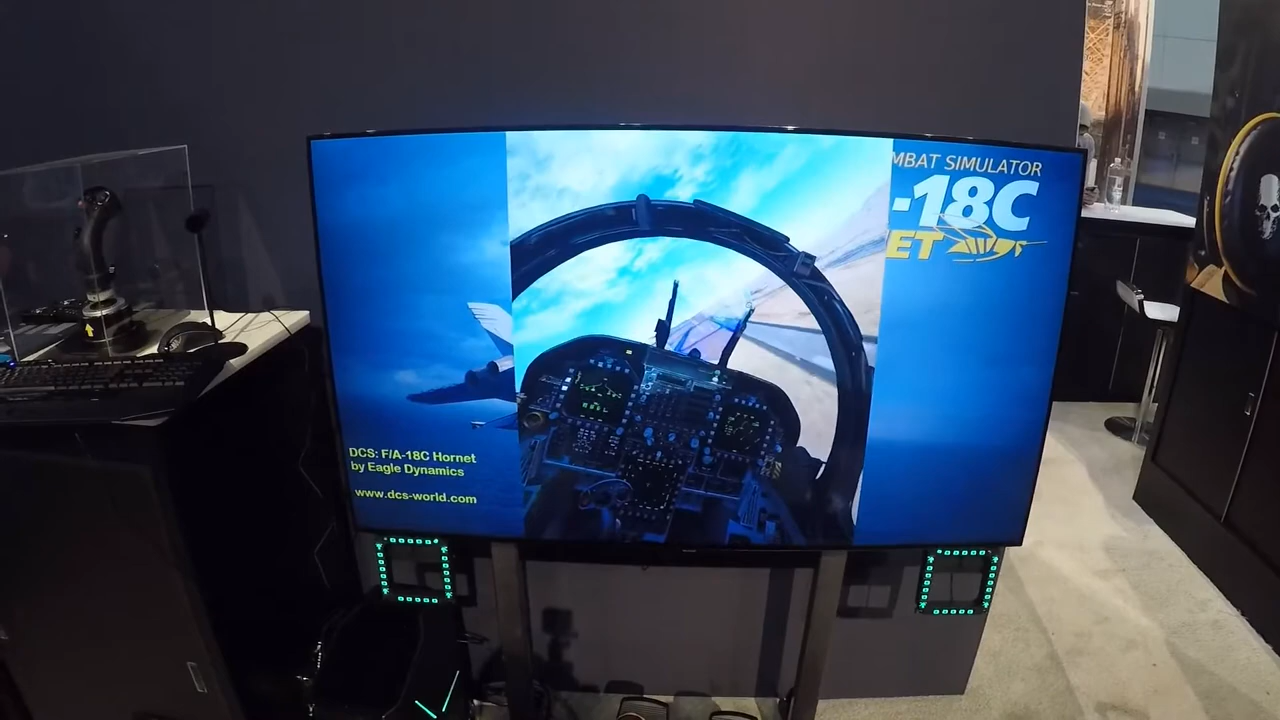 MBAT SIMULATOR
-18C
ET
DCS: F/A-18C Hornet
by Eagle Dynamics
www.dcs-world.com